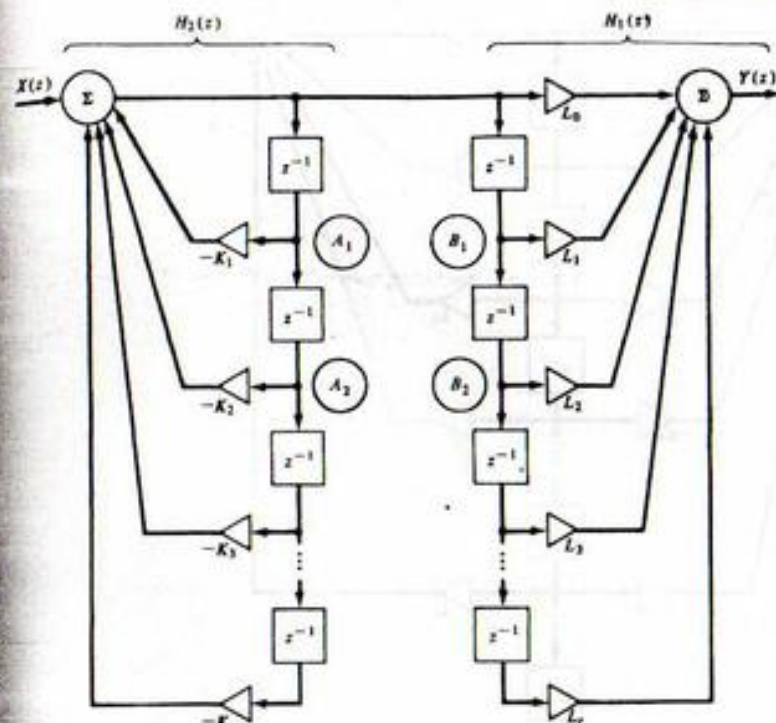 H₂(z) H₁(z)
X(z) Σ L₀ Σ Y(z)
z⁻¹ z⁻¹
-K₁ A₁ B₁ L₁
z⁻¹ z⁻¹
-K₂ A₂ B₂ L₂
z⁻¹ z⁻¹
-K₃ L₃
z⁻¹ z⁻¹